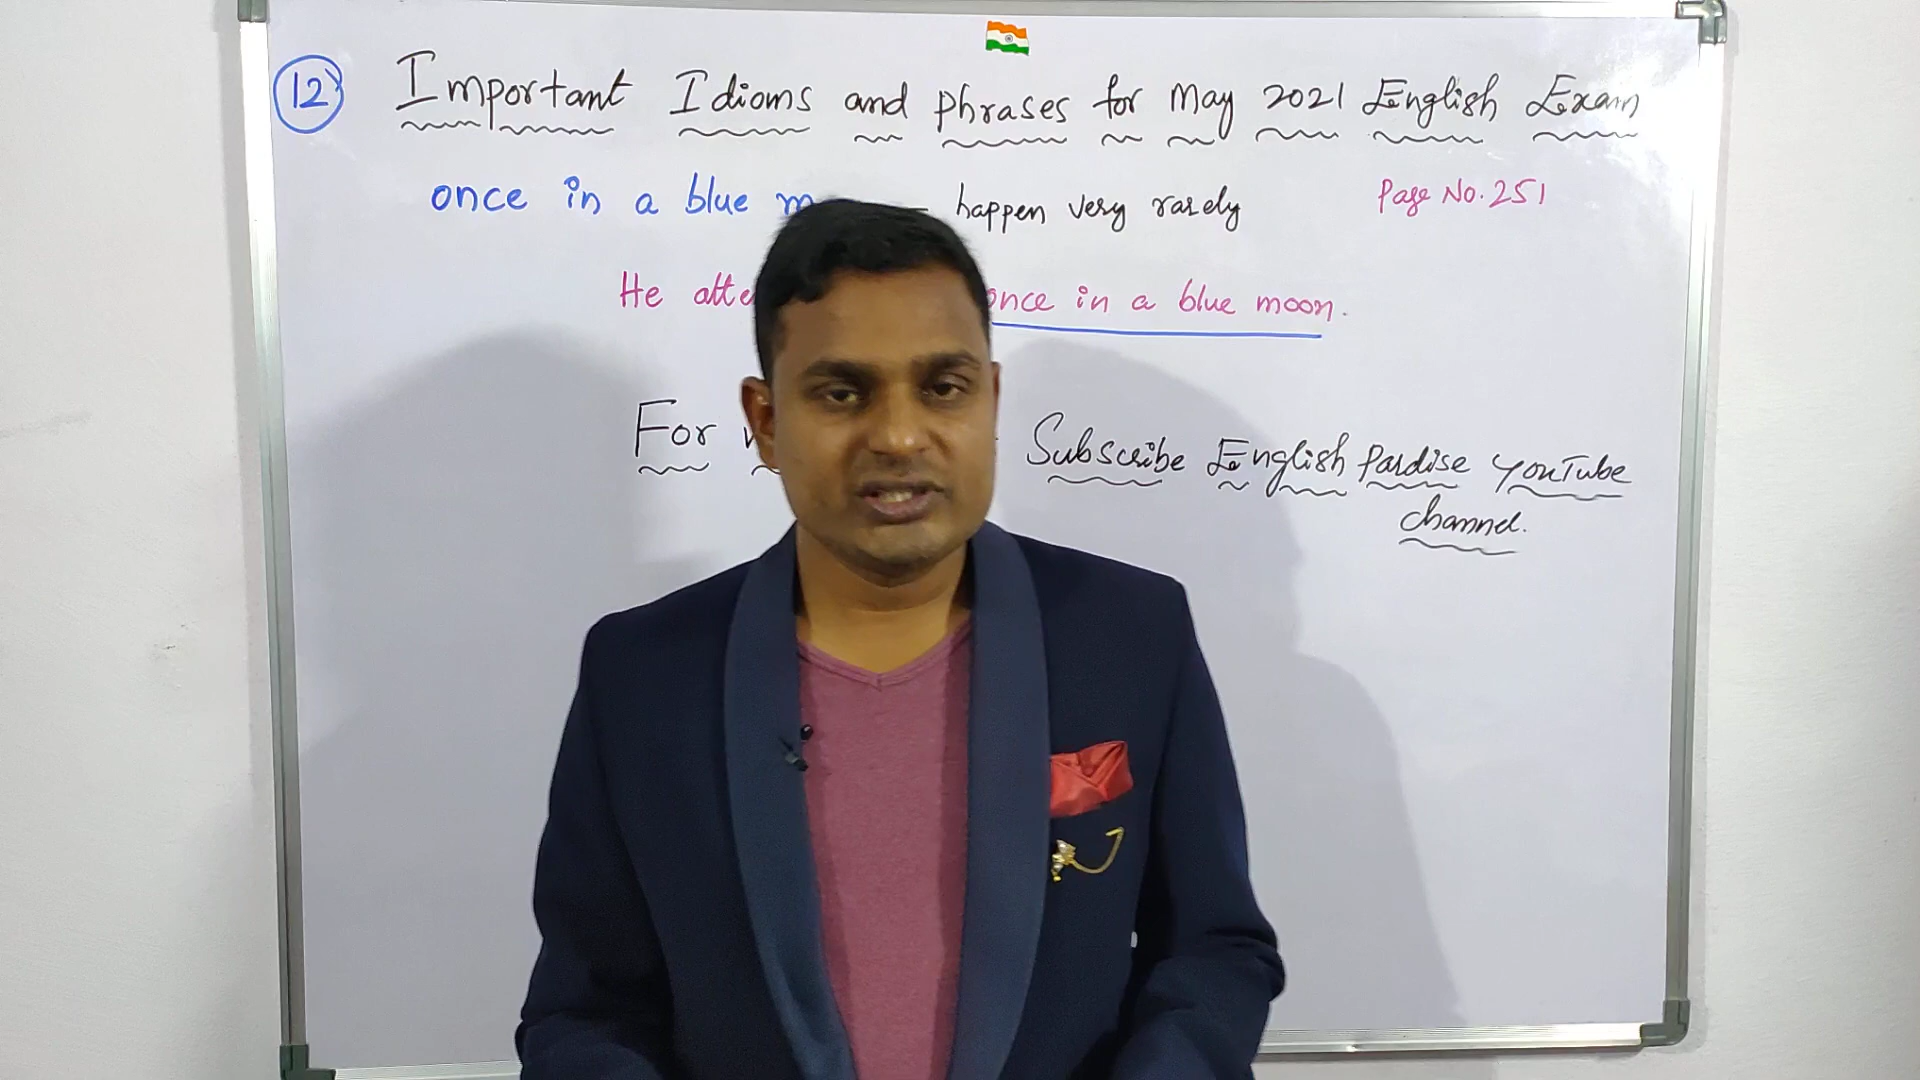 12 Important Idioms and phrases for May 2021 English Exam
once in a blue — happen very rarely Page No. 251
He once in a blue moon.
For Subscribe English Pardise YouTube
channel.